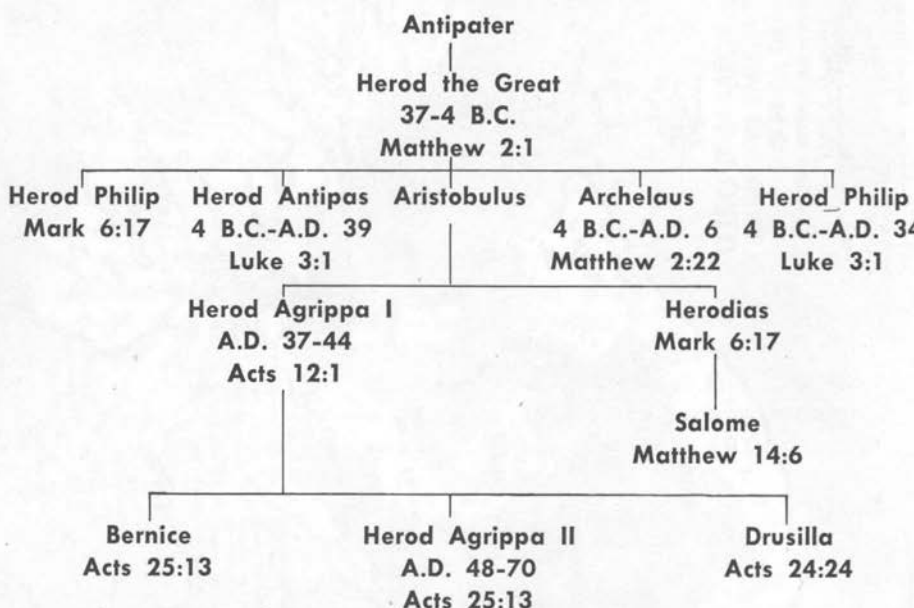 Antipater
Herod the Great
37-4 B.C.
Matthew 2:1
Herod Philip
Mark 6:17
Herod Antipas
4 B.C.-A.D. 39
Luke 3:1
Aristobulus
Archelaus
4 B.C.-A.D. 6
Matthew 2:22
Herod Philip
4 B.C.-A.D. 34
Luke 3:1
Herod Agrippa I
A.D. 37-44
Acts 12:1
Herodias
Mark 6:17
Salome
Matthew 14:6
Bernice
Acts 25:13
Herod Agrippa II
A.D. 48-70
Acts 25:13
Drusilla
Acts 24:24